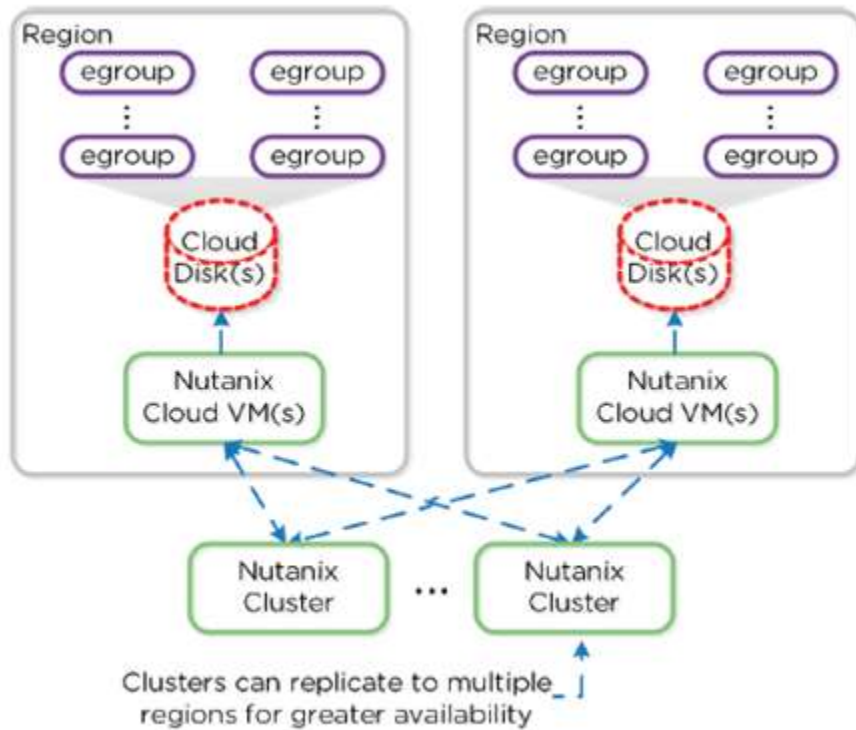 Region
egroup egroup
egroup egroup
Cloud
Disk(s)
Nutanix
Cloud VM(s)
Region
egroup egroup
egroup egroup
Cloud
Disk(s)
Nutanix
Cloud VM(s)
Nutanix
Cluster
...
Nutanix
Cluster
Clusters can replicate to multiple
regions for greater availability